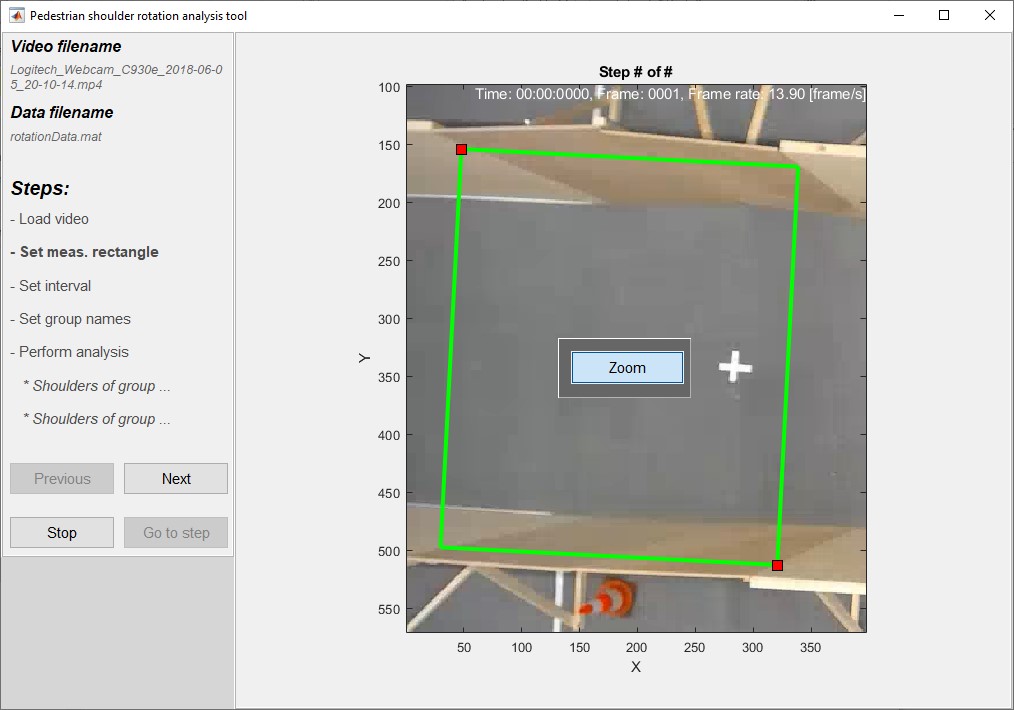 Pedestrian shoulder rotation analysis tool
Video filename
Logitech_Webcam_C930e_2018-06-0
5_20-10-14.mp4
Data filename
rotationData.mat
Steps:
- Load video
- Set meas. rectangle
- Set interval
- Set group names
- Perform analysis
* Shoulders of group ...
* Shoulders of group ...
Previous Next
Stop Go to step
Step # of #
Time: 00:00:0000, Frame: 0001, Frame rate: 13.90 [frame/s]
100
150
200
250
300
350
400
450
500
550
Y
Zoom
50 100 150 200 250 300 350
X